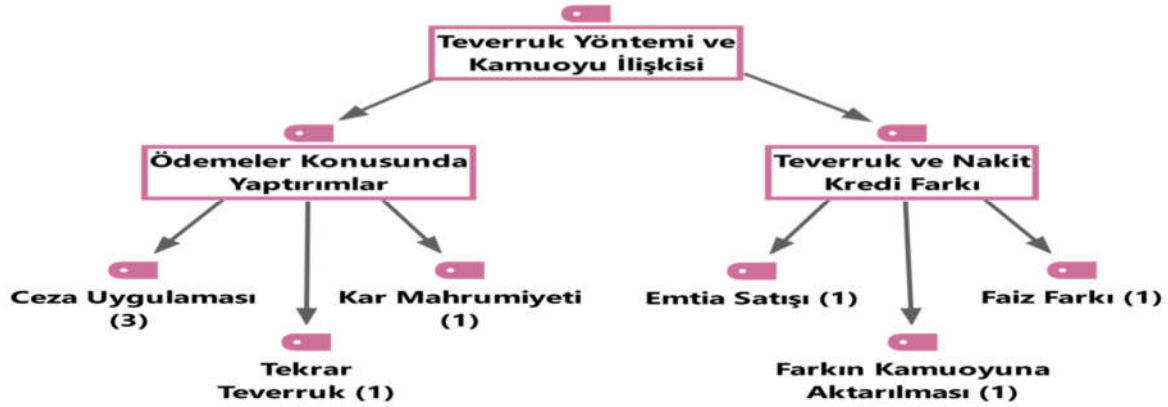 Teverruk Yöntemi ve
Kamuoyu İlişkisi
Ödemeler Konusunda
Yaptırımlar
Teverruk ve Nakit
Kredi Farkı
Ceza Uygulaması
(3)
Kar Mahrumiyeti
(1)
Emtia Satışı (1)
Faiz Farkı (1)
Tekrar
Teverruk (1)
Farkın Kamuoyuna
Aktarılması (1)